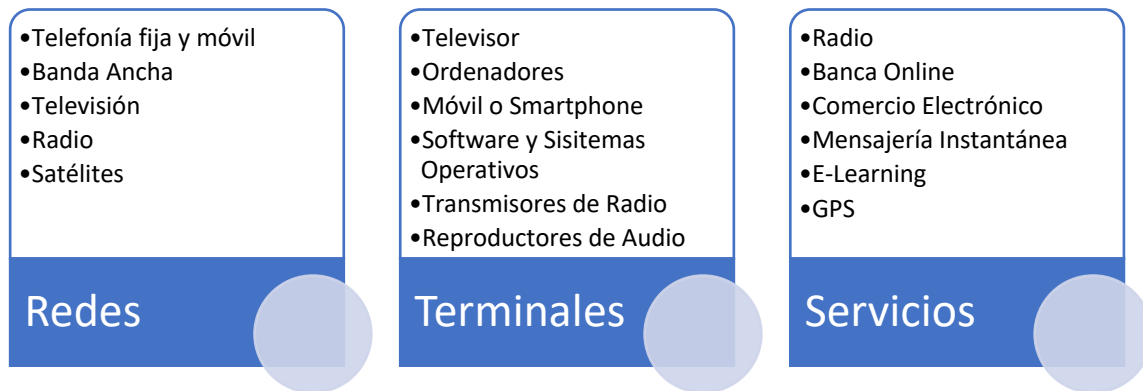 •Telefonía fija y móvil
•Banda Ancha
•Televisión
•Radio
•Satélites
Redes
•Televisor
•Ordenadores
•Móvil o Smartphone
•Software y Sisitemas
Operativos
•Transmisores de Radio
•Reproductores de Audio
Terminales
•Radio
•Banca Online
•Comercio Electrónico
•Mensajería Instantánea
•E-Learning
•GPS
Servicios